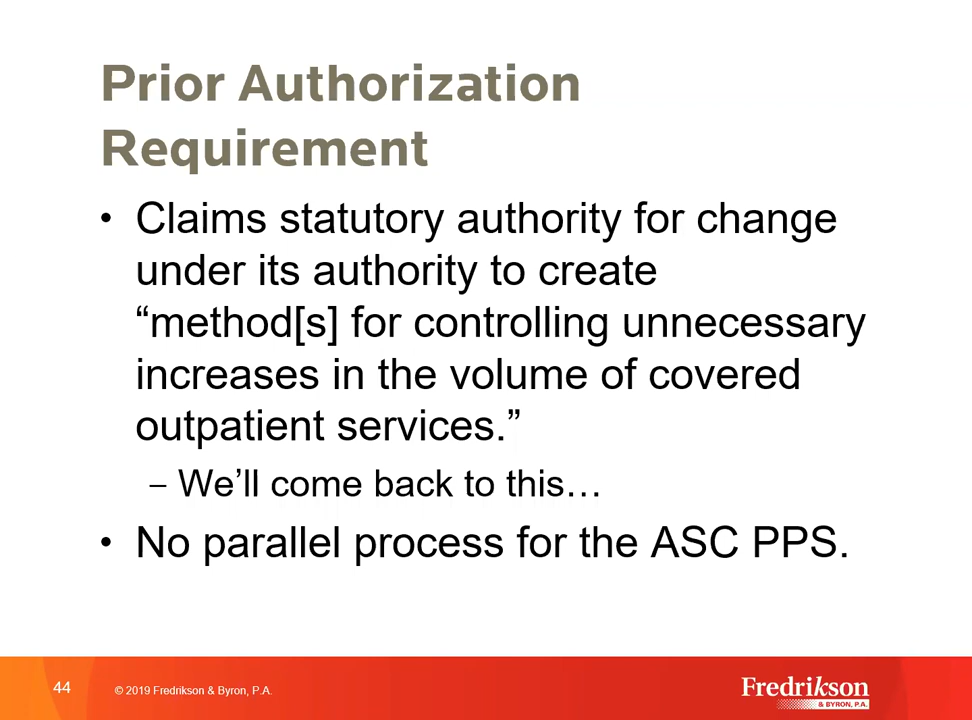 Prior Authorization
Requirement
• Claims statutory authority for change
under its authority to create
“method[s] for controlling unnecessary
increases in the volume of covered
outpatient services.”
– We’ll come back to this…
• No parallel process for the ASC PPS.
44
© 2019 Fredrikson & Byron, P.A.
Fredrikson
& BYRON, P.A.